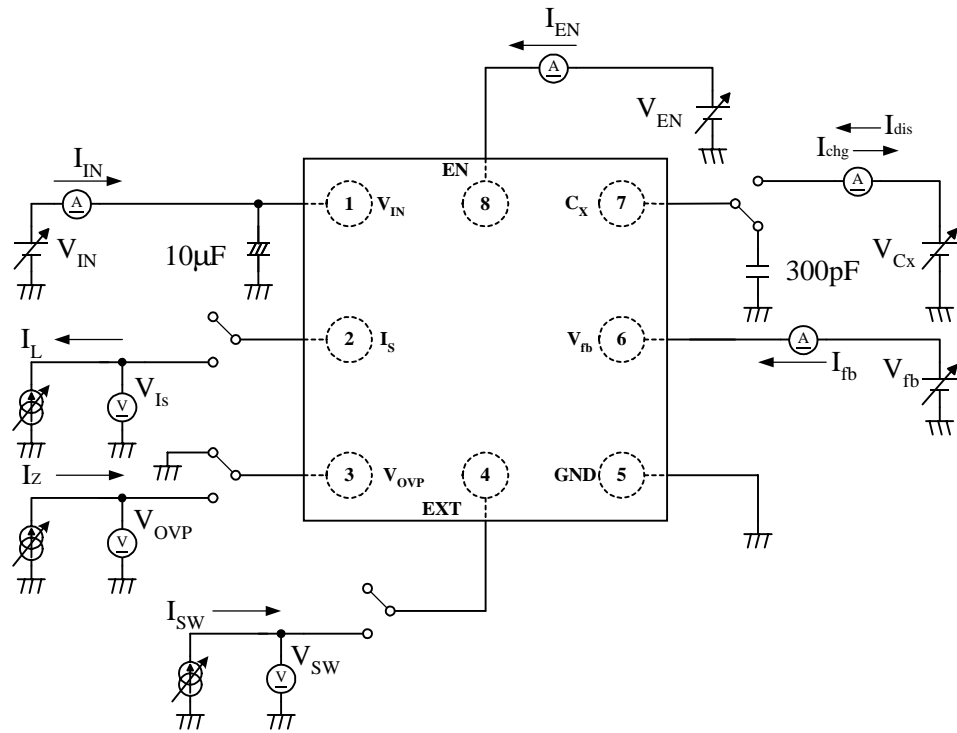 I_EN
A
V_EN
I_dis
I_chg
A
V_Cx
I_IN
A
V_IN
10μF
EN
1 V_IN
8
C_X 7
300pF
I_L
V_Is
V
2 I_S
V_fb 6
A
I_fb
V_fb
I_Z
V_OVP
V
3 V_OVP
4
EXT
GND 5
I_SW
V_SW
V